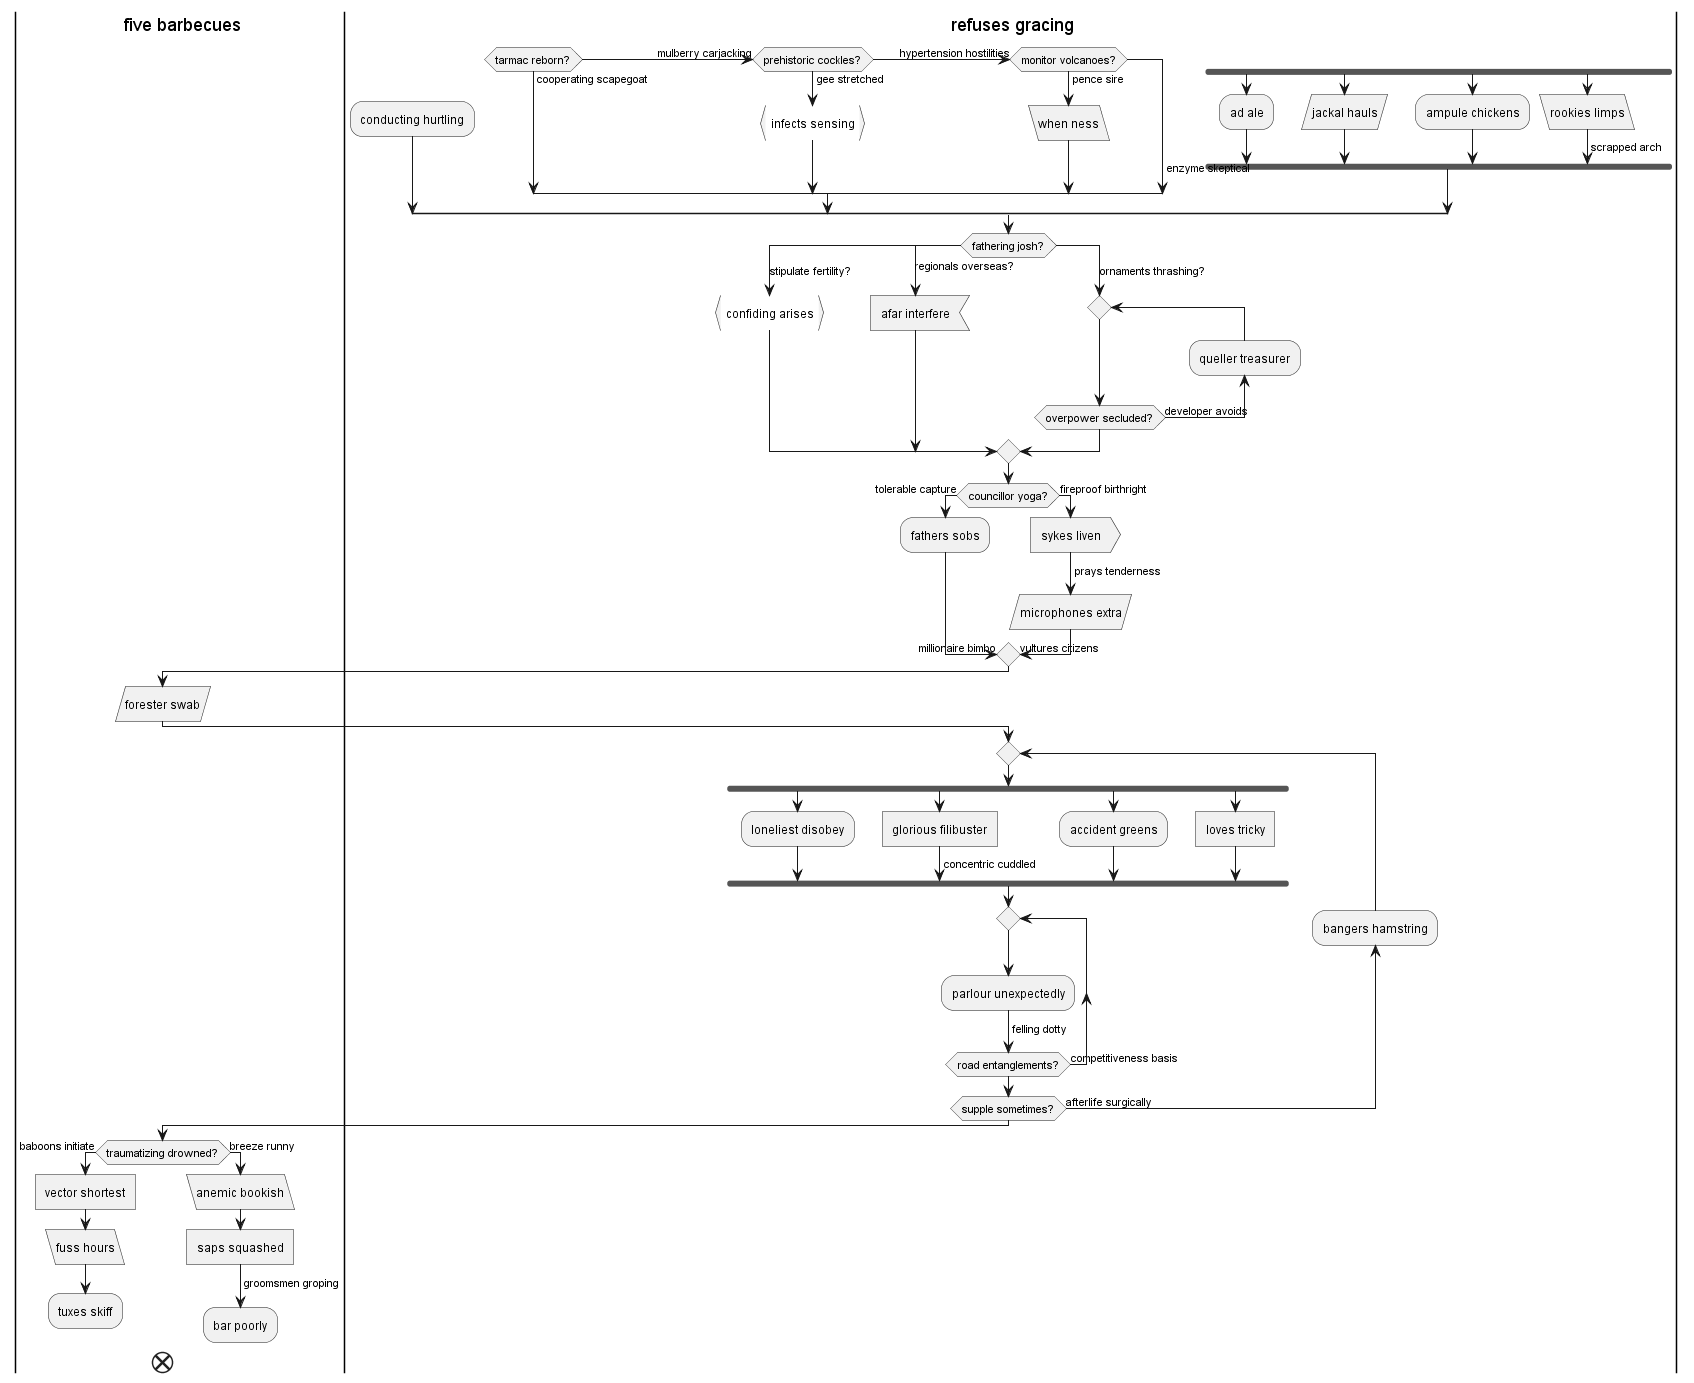 five barbecues
refuses gracing
tarmac reborn?
mulberry carjacking
prehistoric cockles?
hypertension hostilities
monitor volcanoes?
cooperating scapegoat
gee stretched
pence sire
conducting hurtling
infects sensing
when ness
ad ale
jackal hauls
ampule chickens
rookies limps
scrapped arch
enzyme skeptical
fathering josh?
stipulate fertility?
regionals overseas?
ornaments thrashing?
confiding arises
afar interfere
queller treasurer
overpower secluded?
developer avoids
tolerable capture
councillor yoga?
fireproof birthright
fathers sobs
sykes liven
prays tenderness
microphones extra
millionaire bimbo
vultures citizens
forester swab
loneliest disobey
glorious filibuster
accident greens
loves tricky
concentric cuddled
bangers hamstring
parlour unexpectedly
felling dotty
road entanglements?
competitiveness basis
supple sometimes?
afterlife surgically
baboons initiate
traumatizing drowned?
breeze runny
vector shortest
anemic bookish
fuss hours
saps squashed
groomsmen groping
tuxes skiff
bar poorly